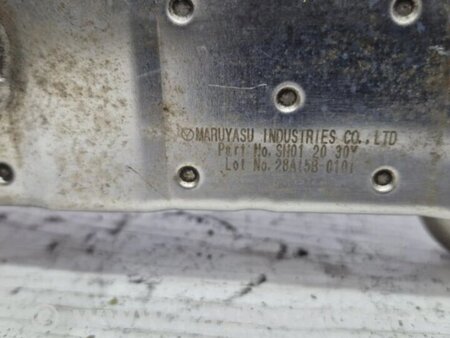 MARUYASU INDUSTRIES CO.,LTD
Part No. SH01 20 30Y
Lot No. 28A15B-0101